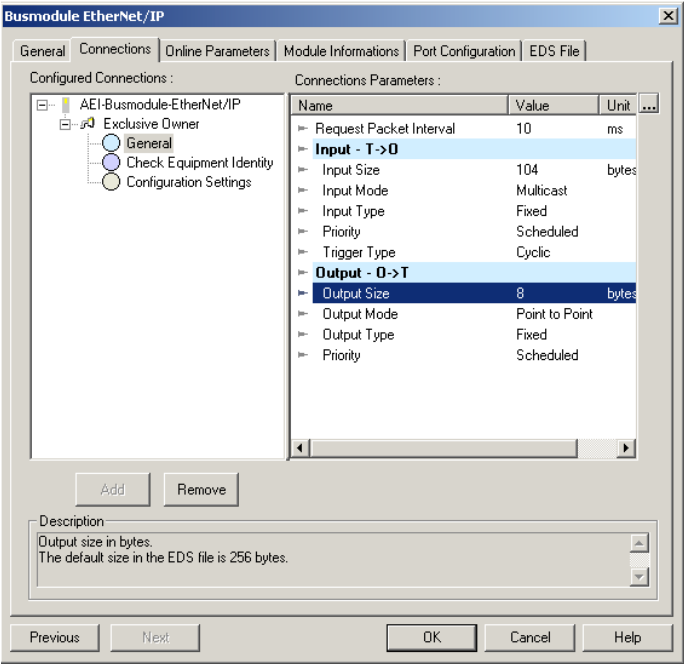 Busmodule EtherNet/IP
General Connections Online Parameters Module Informations Port Configuration EDS File
Configured Connections : Connections Parameters :
AEI-Busmodule-EtherNet/IP
Exclusive Owner
General
Check Equipment Identity
Configuration Settings
Name Value Unit ...
Request Packet Interval 10 ms
Input - T->O
Input Size 104 bytes
Input Mode Multicast
Input Type Fixed
Priority Scheduled
Trigger Type Cyclic
Output - O->T
Output Size 8 bytes
Output Mode Point to Point
Output Type Fixed
Priority Scheduled
Add Remove
Description
Output size in bytes.
The default size in the EDS file is 256 bytes.
Previous Next OK Cancel Help